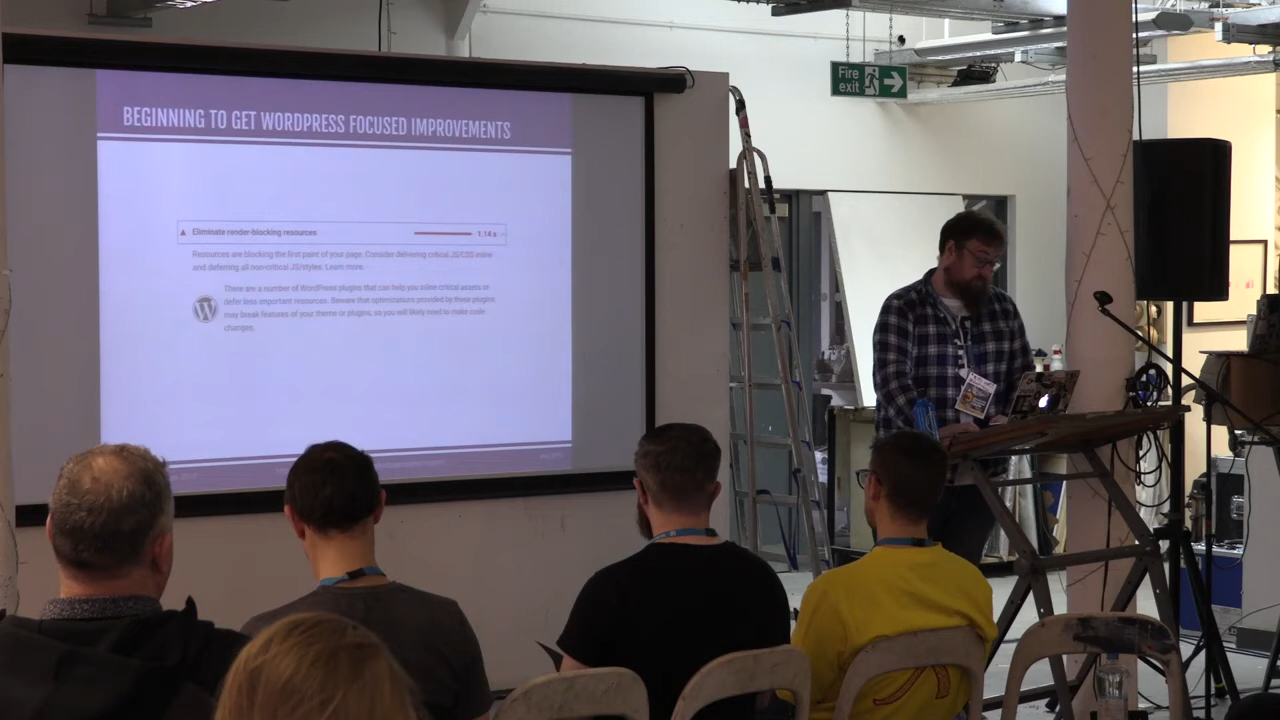 BEGINNING TO GET WORDPRESS FOCUSED IMPROVEMENTS
Eliminate render-blocking resources 1.14 s
Resources are blocking the first paint of your page. Consider delivering critical JS/CSS inline
and deferring all non-critical JS/styles. Learn more.
There are a number of WordPress plugins that can help you inline critical assets or
defer less important resources. Beware that optimizations provided by these plugins
may break features of your theme or plugins, so you will likely need to make code
changes.
Fire
exit